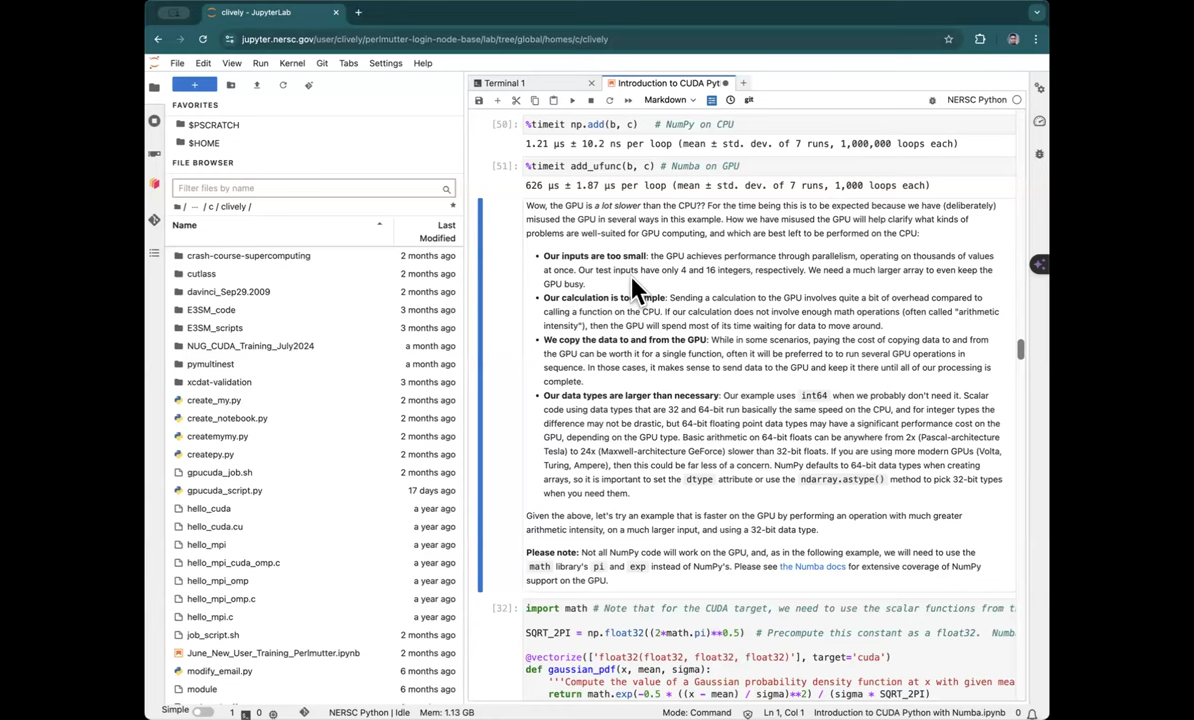 clively - JupyterLab
jupyter.nersc.gov/user/clively/perlmutter-login-node-base/lab/tree/global/homes/c/clively
File Edit View Run Kernel Git Tabs Settings Help
FAVORITES
$PSCRATCH
$HOME
FILE BROWSER
Filter files by name
/ ··· / c / clively /
Name Last Modified
crash-course-supercomputing 2 months ago
cutlass 2 months ago
davinci_Sep29.2009 2 months ago
E3SM_code 2 months ago
E3SM_scripts 2 months ago
NUG_CUDA_Training_July2024 a month ago
pymultinest a month ago
xcdat-validation 3 months ago
create_my.py 2 months ago
create_notebook.py 2 months ago
createmymy.py 2 months ago
createpy.py 2 months ago
gpucuda_job.sh 2 months ago
gpucuda_script.py 17 days ago
hello_cuda a year ago
hello_cuda.cu a year ago
hello_mpi a year ago
hello_mpi_cuda_omp.c a year ago
hello_mpi_omp a year ago
hello_mpi_omp.c a year ago
hello_mpi.c a year ago
job_script.sh 2 months ago
June_New_User_Training_Perlmutter.ipynb 2 months ago
modify_email.py 6 months ago
module 6 months ago
Terminal 1
Introduction to CUDA Pyt
Markdown git NERSC Python
[50]: %timeit np.add(b, c) # NumPy on CPU
1.21 µs ± 10.2 ns per loop (mean ± std. dev. of 7 runs, 1,000,000 loops each)
[51]: %timeit add_ufunc(b, c) # Numba on GPU
626 µs ± 1.87 µs per loop (mean ± std. dev. of 7 runs, 1,000 loops each)
Wow, the GPU is a lot slower than the CPU?? For the time being this is to be expected because we have (deliberately)
misused the GPU in several ways in this example. How we have misused the GPU will help clarify what kinds of
problems are well-suited for GPU computing, and which are best left to be performed on the CPU:
• Our inputs are too small: the GPU achieves performance through parallelism, operating on thousands of values
at once. Our test inputs have only 4 and 16 integers, respectively. We need a much larger array to even keep the
GPU busy.
• Our calculation is too simple: Sending a calculation to the GPU involves quite a bit of overhead compared to
calling a function on the CPU. If our calculation does not involve enough math operations (often called "arithmetic
intensity"), then the GPU will spend most of its time waiting for data to move around.
• We copy the data to and from the GPU: While in some scenarios, paying the cost of copying data to and from
the GPU can be worth it for a single function, often it will be preferred to to run several GPU operations in
sequence. In those cases, it makes sense to send data to the GPU and keep it there until all of our processing is
complete.
• Our data types are larger than necessary: Our example uses int64 when we probably don't need it. Scalar
code using data types that are 32 and 64-bit run basically the same speed on the CPU, and for integer types the
difference may not be drastic, but 64-bit floating point data types may have a significant performance cost on the
GPU, depending on the GPU type. Basic arithmetic on 64-bit floats can be anywhere from 2x (Pascal-architecture
Tesla) to 24x (Maxwell-architecture GeForce) slower than 32-bit floats. If you are using more modern GPUs (Volta,
Turing, Ampere), then this could be far less of a concern. NumPy defaults to 64-bit data types when creating
arrays, so it is important to set the dtype attribute or use the ndarray.astype() method to pick 32-bit types
when you need them.
Given the above, let's try an example that is faster on the GPU by performing an operation with much greater
arithmetic intensity, on a much larger input, and using a 32-bit data type.
Please note: Not all NumPy code will work on the GPU, and, as in the following example, we will need to use the
math library's pi and exp instead of NumPy's. Please see the Numba docs for extensive coverage of NumPy
support on the GPU.
[32]: import math # Note that for the CUDA target, we need to use the scalar functions from t
SQRT_2PI = np.float32((2*math.pi)**0.5) # Precompute this constant as a float32. Numb
@vectorize(['float32(float32, float32, float32)'], target='cuda')
def gaussian_pdf(x, mean, sigma):
'''Compute the value of a Gaussian probability density function at x with given mea
return math.exp(-0.5 * ((x - mean) / sigma)**2) / (sigma * SQRT_2PI)
Simple 1 0 NERSC Python | Idle Mem: 1.13 GB Mode: Command Ln 1, Col 1 Introduction to CUDA Python with Numba.ipynb 0